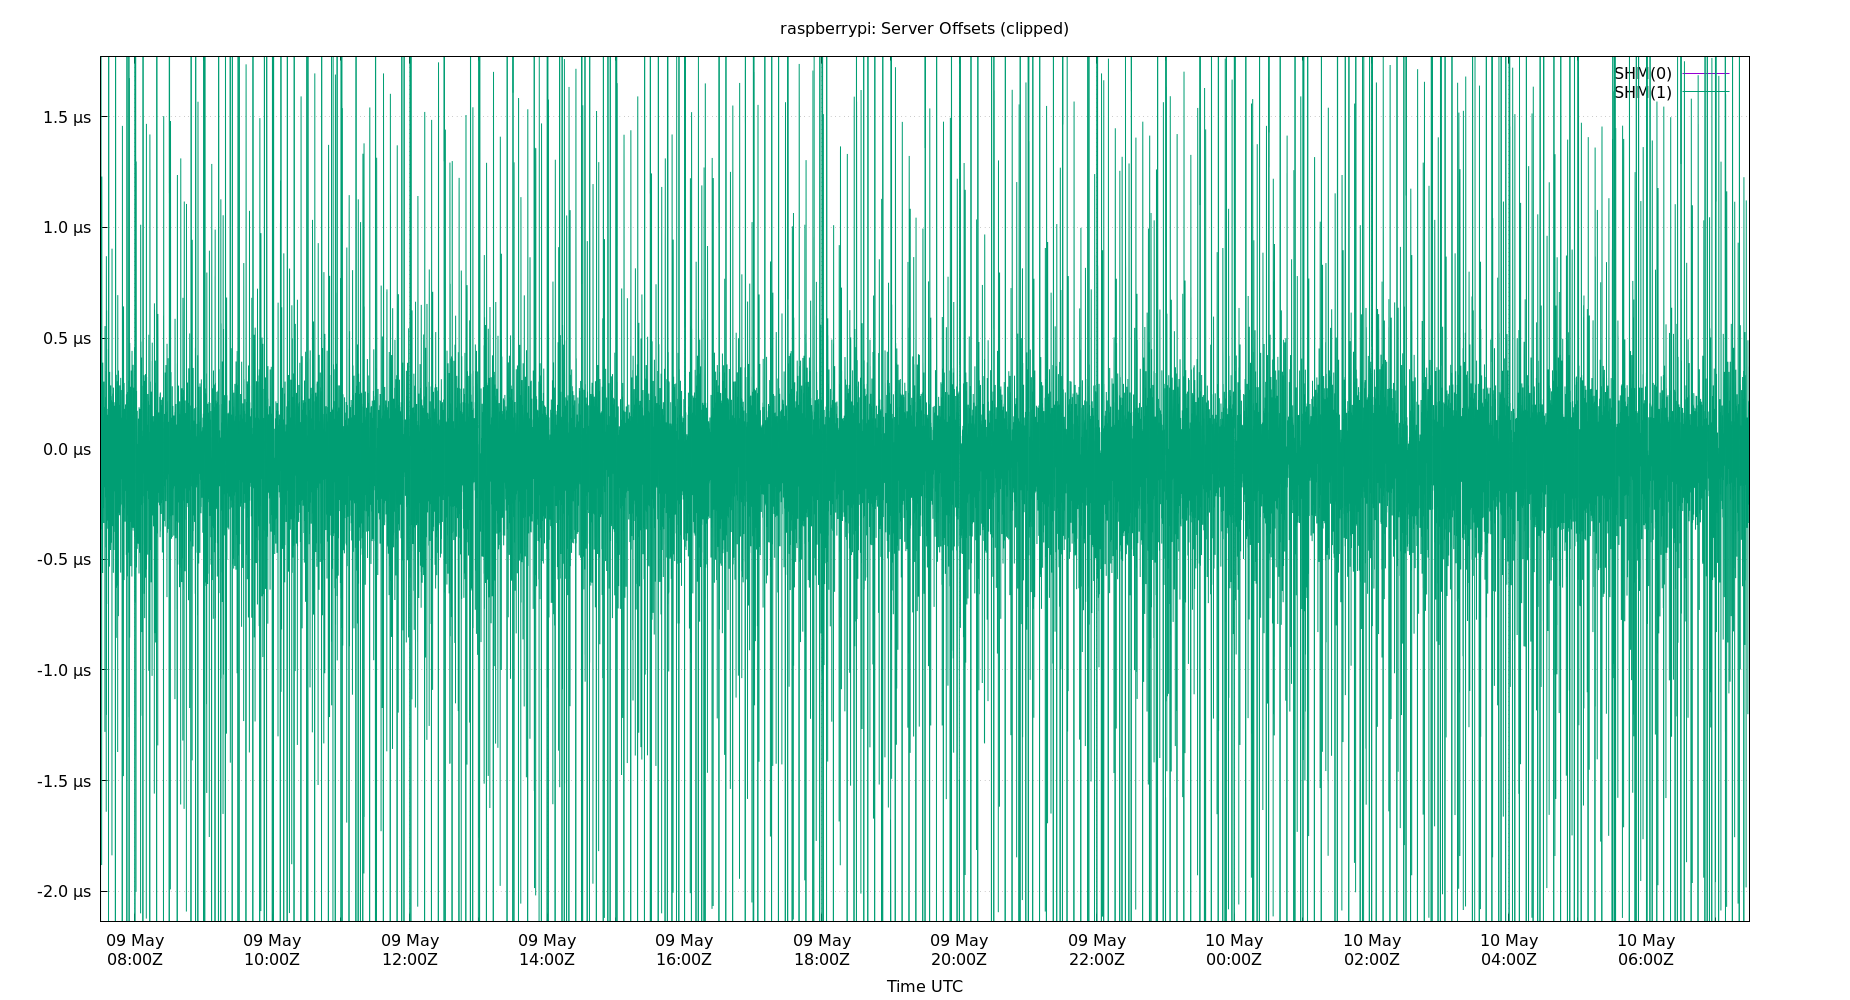 raspberrypi: Server Offsets (clipped)
SHM(0)
SHM(1)
1.5 µs
1.0 µs
0.5 µs
0.0 µs
-0.5 µs
-1.0 µs
-1.5 µs
-2.0 µs
09 May 09 May 09 May 09 May 09 May 09 May 09 May 09 May 10 May 10 May 10 May 10 May
08:00Z 10:00Z 12:00Z 14:00Z 16:00Z 18:00Z 20:00Z 22:00Z 00:00Z 02:00Z 04:00Z 06:00Z
Time UTC